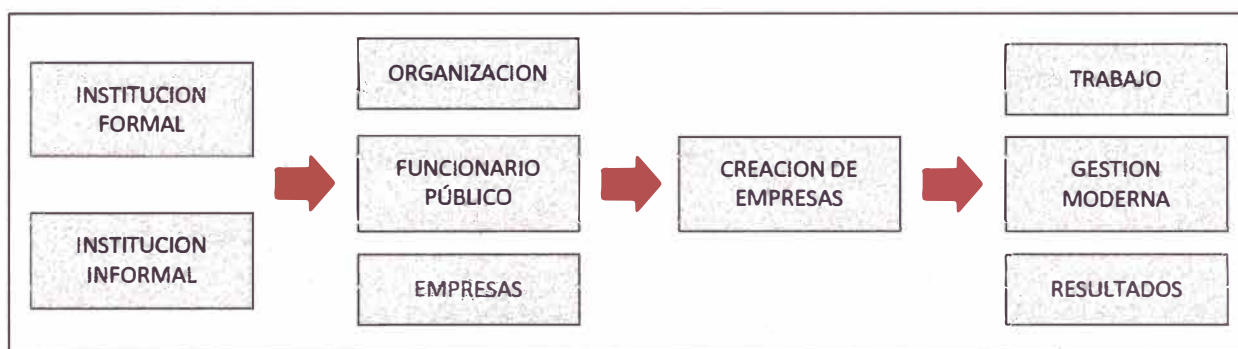 INSTITUCION
FORMAL
INSTITUCION
INFORMAL
ORGANIZACION
FUNCIONARIO
PÚBLICO
EMPRESAS
CREACION DE
EMPRESAS
TRABAJO
GESTION
MODERNA
RESULTADOS